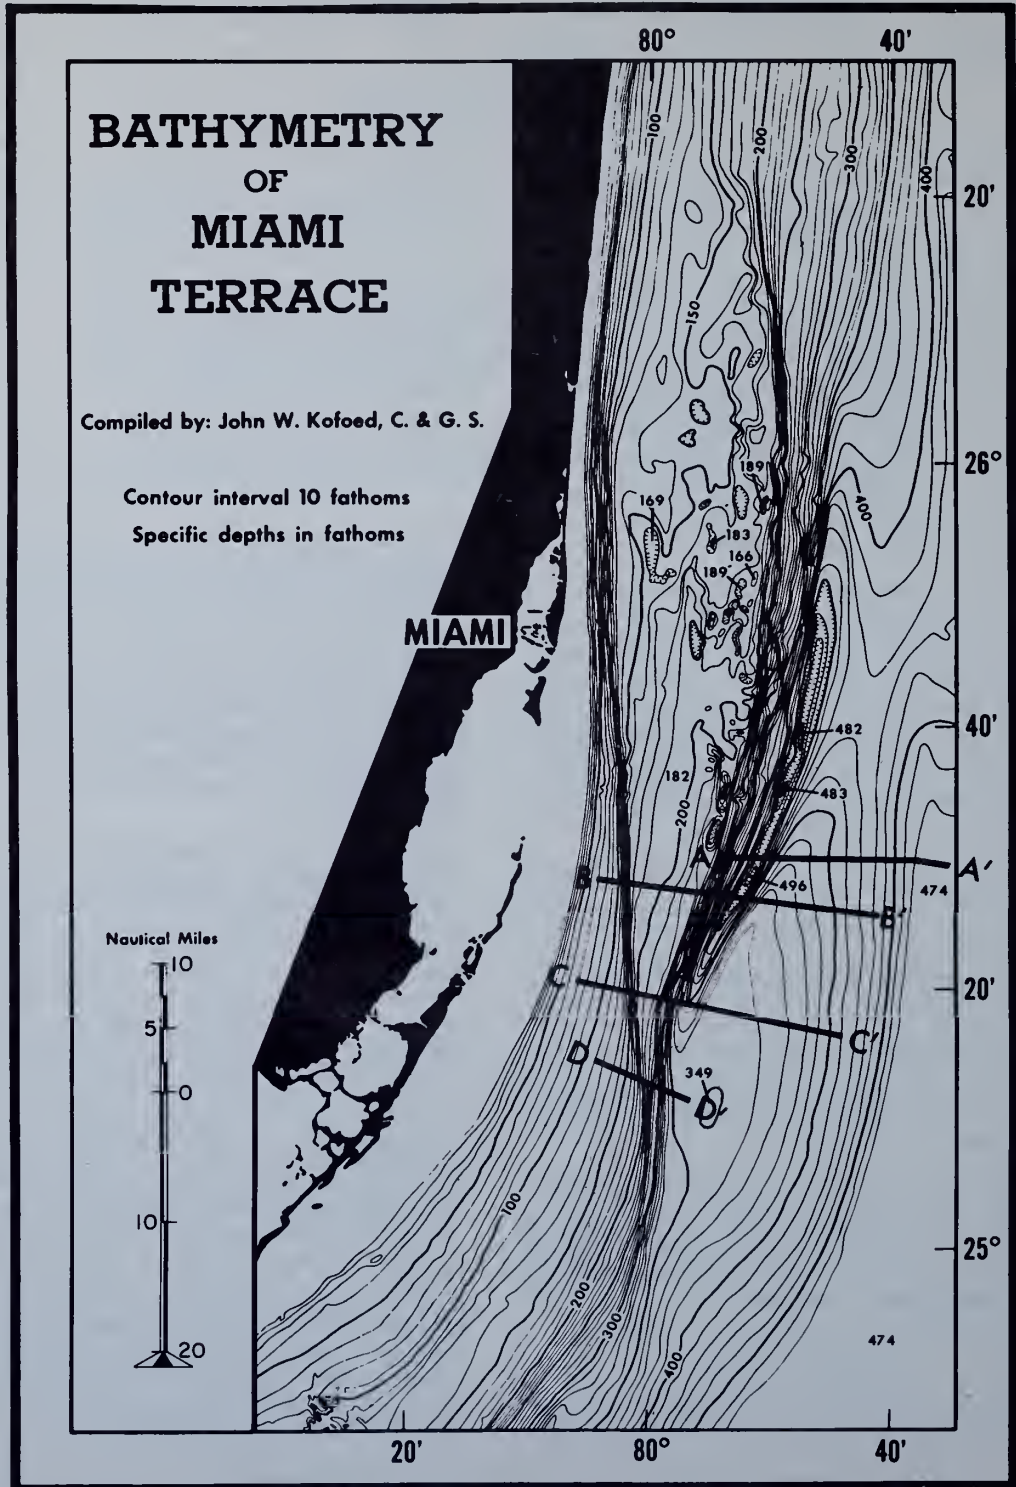 80° 40'
BATHYMETRY
OF
MIAMI
TERRACE
Compiled by: John W. Kofoed, C. & G. S.
Contour interval 10 fathoms
Specific depths in fathoms
MIAMI
Nautical Miles
10
5
0
10
20
100
200
300
400
20'
150
26°
189
400
169
183
166
189
40'
482
182
483
200
A
A'
B
496
474
B'
20'
C
C'
D
349
D'
100
25°
200
300
474
400
20' 80° 40'